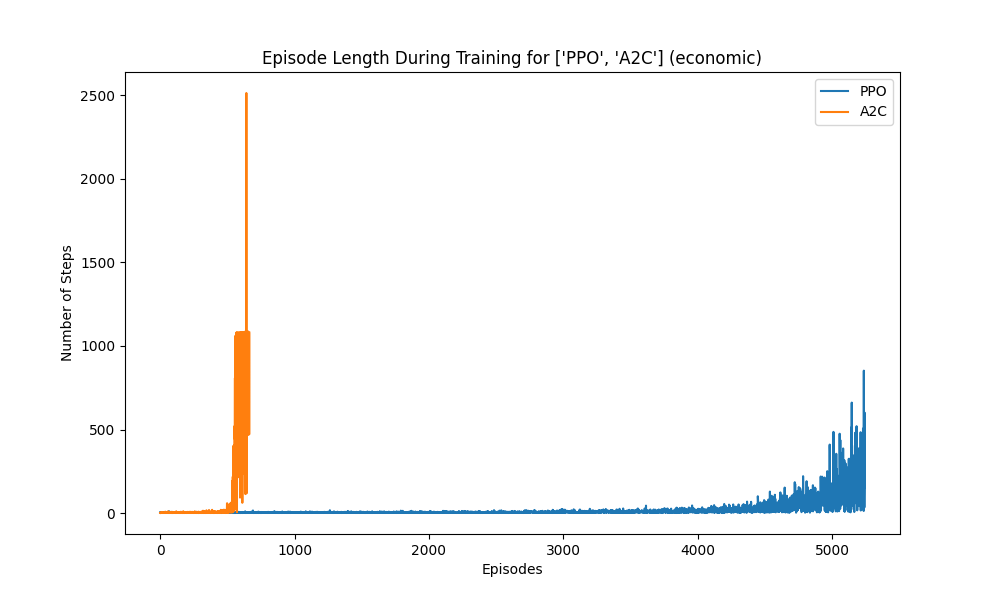 Episode Length During Training for ['PPO', 'A2C'] (economic)
PPO
A2C
Number of Steps
2500
2000
1500
1000
500
0
0 1000 2000 3000 4000 5000
Episodes